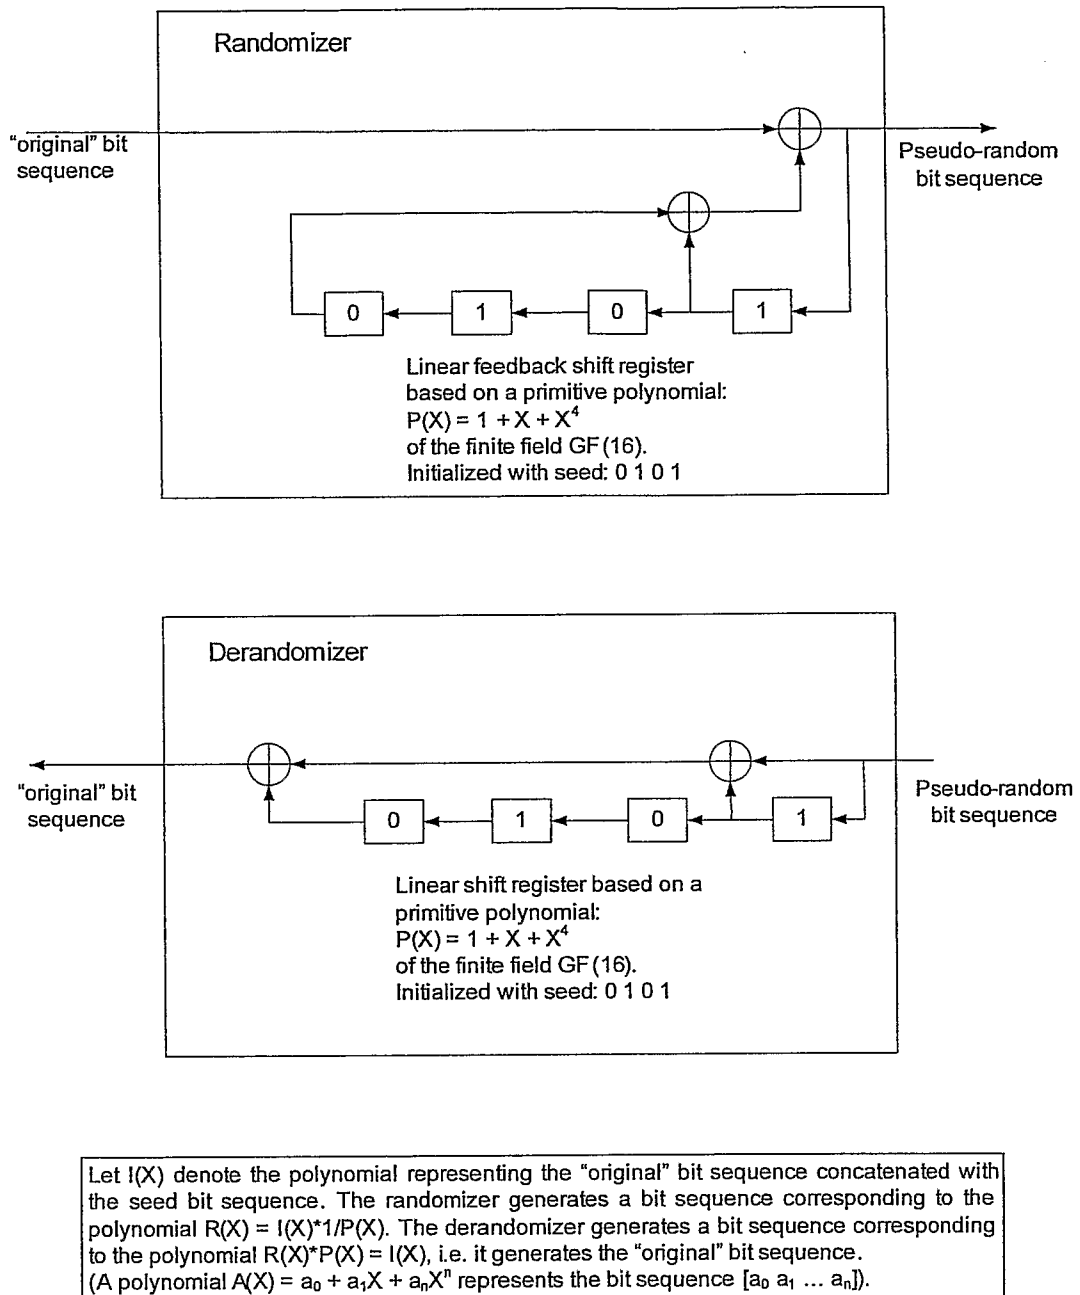 Randomizer
"original" bit
sequence
Pseudo-random
bit sequence
0 1 0 1
Linear feedback shift register
based on a primitive polynomial:
P(X) = 1 + X + X⁴
of the finite field GF(16).
Initialized with seed: 0 1 0 1
Derandomizer
"original" bit
sequence
Pseudo-random
bit sequence
0 1 0 1
Linear shift register based on a
primitive polynomial:
P(X) = 1 + X + X⁴
of the finite field GF(16).
Initialized with seed: 0 1 0 1
Let I(X) denote the polynomial representing the "original" bit sequence concatenated with
the seed bit sequence. The randomizer generates a bit sequence corresponding to the
polynomial R(X) = I(X)*1/P(X). The derandomizer generates a bit sequence corresponding
to the polynomial R(X)*P(X) = I(X), i.e. it generates the "original" bit sequence.
(A polynomial A(X) = a₀ + a₁X + aₙXⁿ represents the bit sequence [a₀ a₁ ... aₙ]).